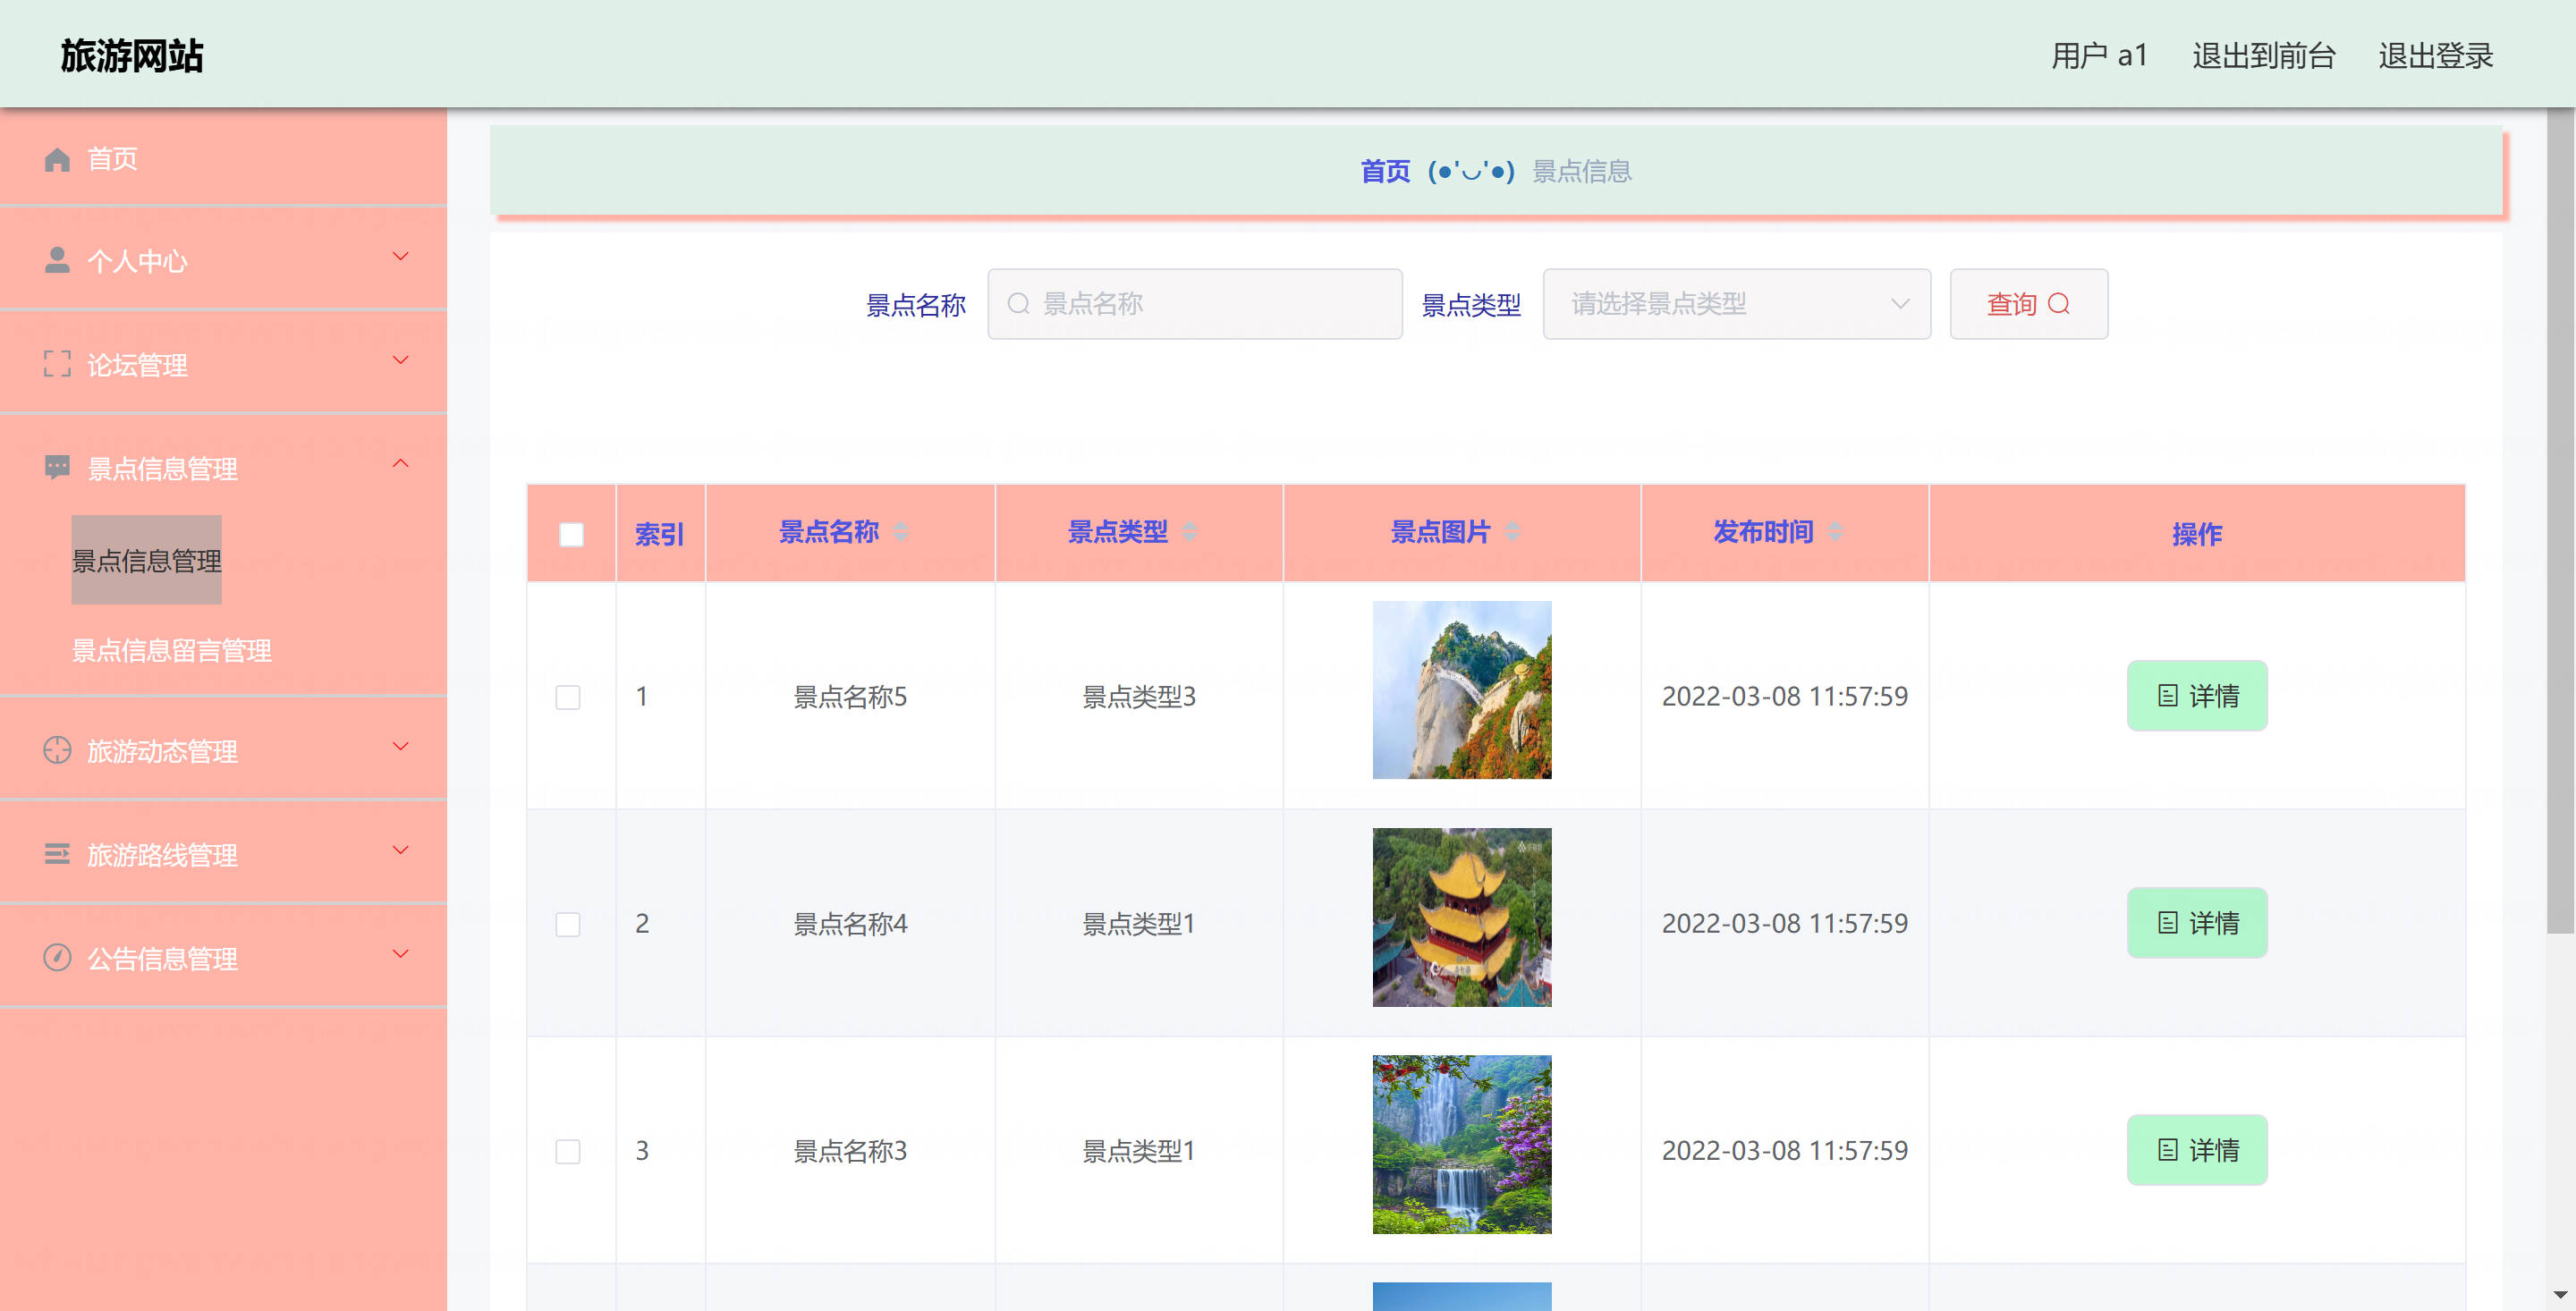 旅游网站
用户 a1 退出到前台 退出登录
首页
个人中心
论坛管理
景点信息管理
景点信息管理
景点信息留言管理
旅游动态管理
旅游路线管理
公告信息管理
首页 (●'◡'●) 景点信息
景点名称 景点名称 景点类型 请选择景点类型 查询
索引 景点名称 景点类型 景点图片 发布时间 操作
1 景点名称5 景点类型3 2022-03-08 11:57:59 详情
2 景点名称4 景点类型1 2022-03-08 11:57:59 详情
3 景点名称3 景点类型1 2022-03-08 11:57:59 详情